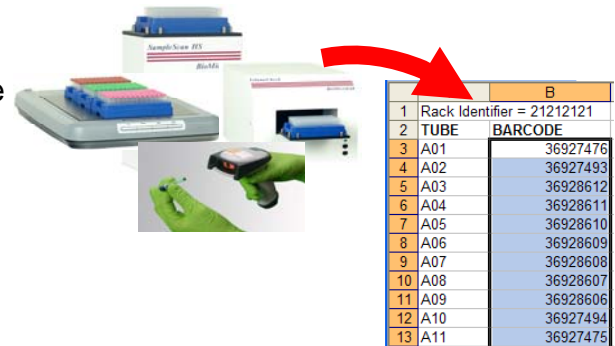 e
SampleScan HS
B
1 Rack Identifier = 21212121
2 TUBE BARCODE
3 A01 36927476
4 A02 36927493
5 A03 36928612
6 A04 36928611
7 A05 36928610
8 A06 36928609
9 A07 36928608
10 A08 36928607
11 A09 36928606
12 A10 36927494
13 A11 36927475